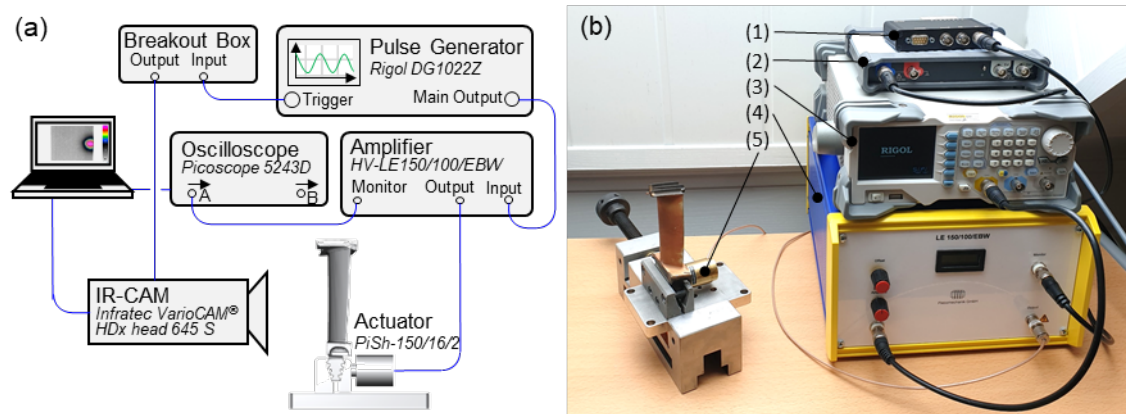 (a)
Breakout Box
Output Input
Pulse Generator
Rigol DG1022Z
Trigger
Main Output
Oscilloscope
Picoscope 5243D
A
B
Amplifier
HV-LE150/100/EBW
Monitor Output Input
IR-CAM
Infratec VarioCAM®
HDx head 645 S
Actuator
PiSh-150/16/2
(b)
(1)
(2)
(3)
(4)
(5)
RIGOL
LE 150/100/EBW